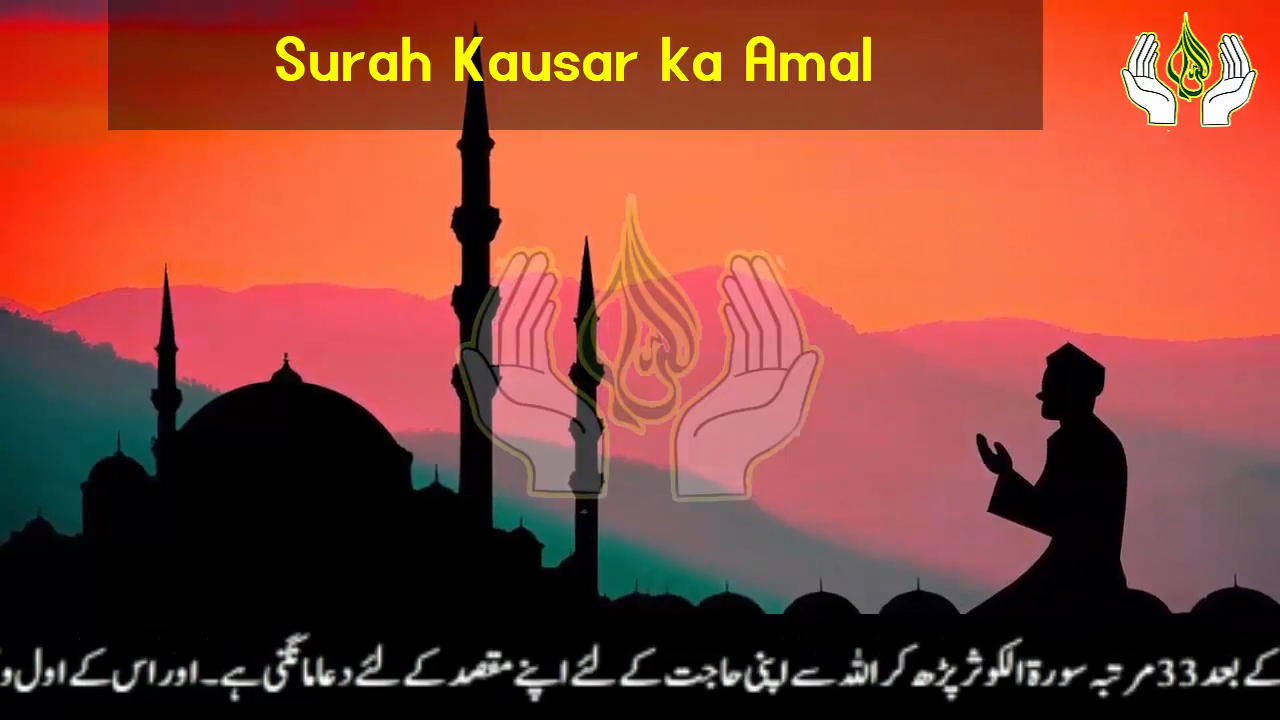 Surah Kausar ka Amal
کے بعد 33 مرتبہ سورۃ الکوثر پڑھ کر اللہ سے اپنی حاجت کے لئے اپنے مقصد کے لئے دعا مانگنی ہے۔ اور اس کے اول و